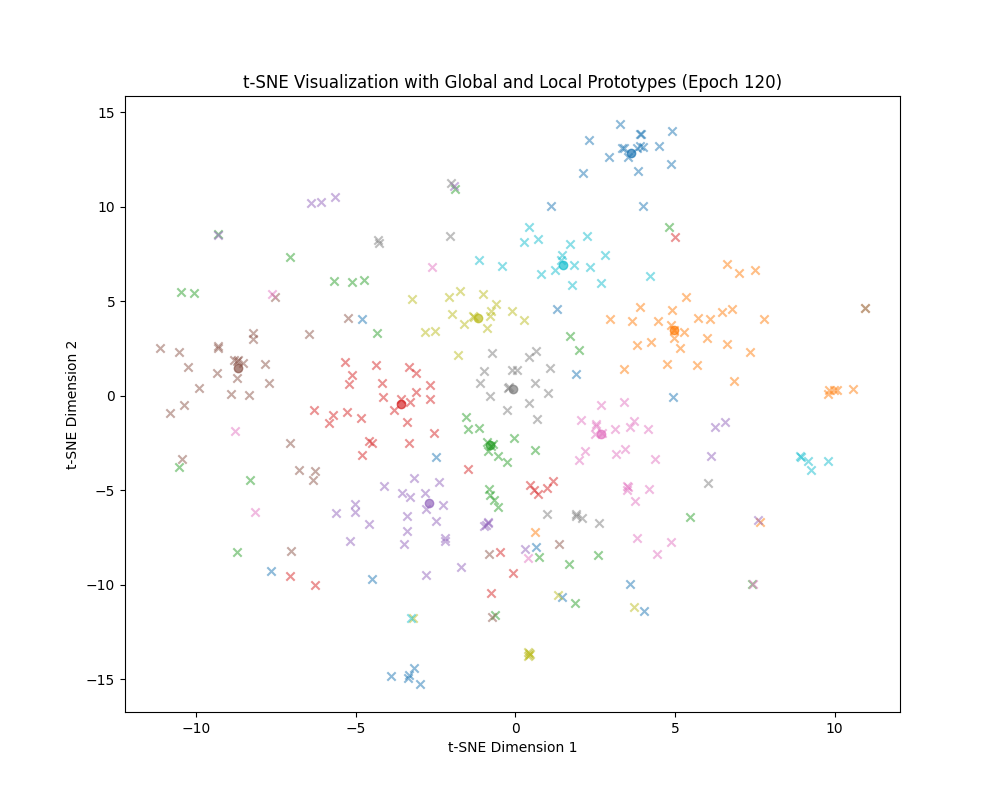 t-SNE Visualization with Global and Local Prototypes (Epoch 120)
15
10
5
0
−5
−10
−15
t-SNE Dimension 2
−10 −5 0 5 10
t-SNE Dimension 1